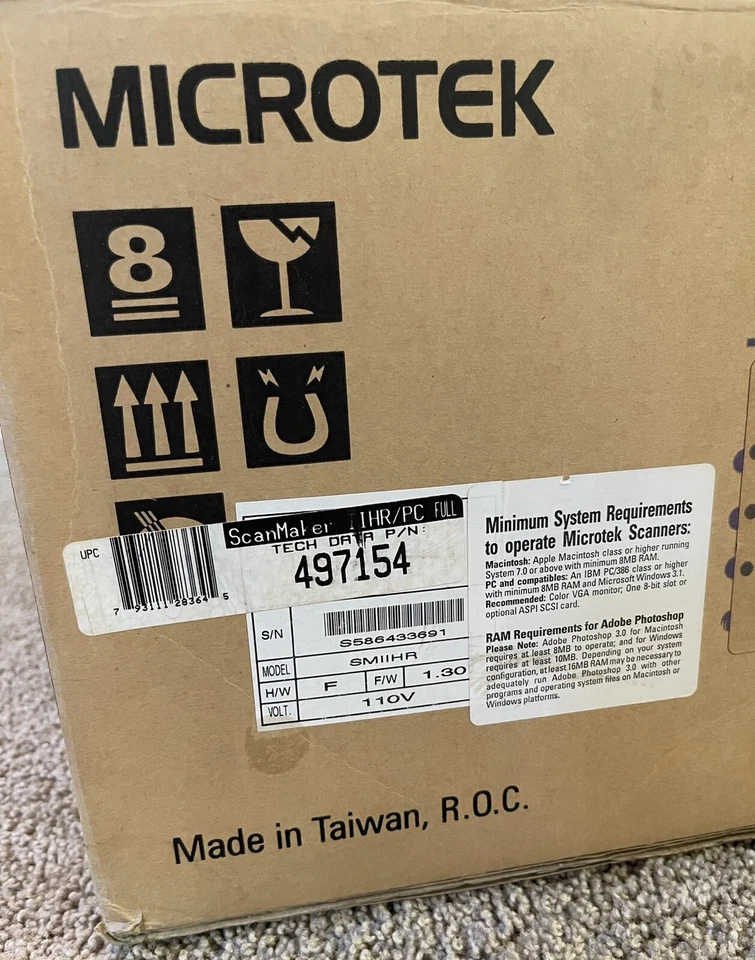 MICROTEK
8
UPC
7 93111 20364 5
ScanMaker IIHR/PC FULL
TECH DATA P/N:
497154
S/N
S586433691
MODEL SMIIHR
H/W F F/W 1.30
VOLT. 110V
Minimum System Requirements
to operate Microtek Scanners:
Macintosh: Apple Macintosh class or higher running
System 7.0 or above with minimum 8MB RAM.
PC and compatibles: An IBM PC/386 class or higher
with minimum 8MB RAM and Microsoft Windows 3.1.
Recommended: Color VGA monitor; One 8-bit slot or
optional ASPI SCSI card.
RAM Requirements for Adobe Photoshop
Please Note: Adobe Photoshop 3.0 for Macintosh
requires at least 8MB to operate; and for Windows
requires at least 10MB. Depending on your system
configuration, at least 16MB RAM may be necessary to
adequately run Adobe Photoshop 3.0 with other
programs and operating system files on Macintosh or
Windows platforms.
Made in Taiwan, R.O.C.